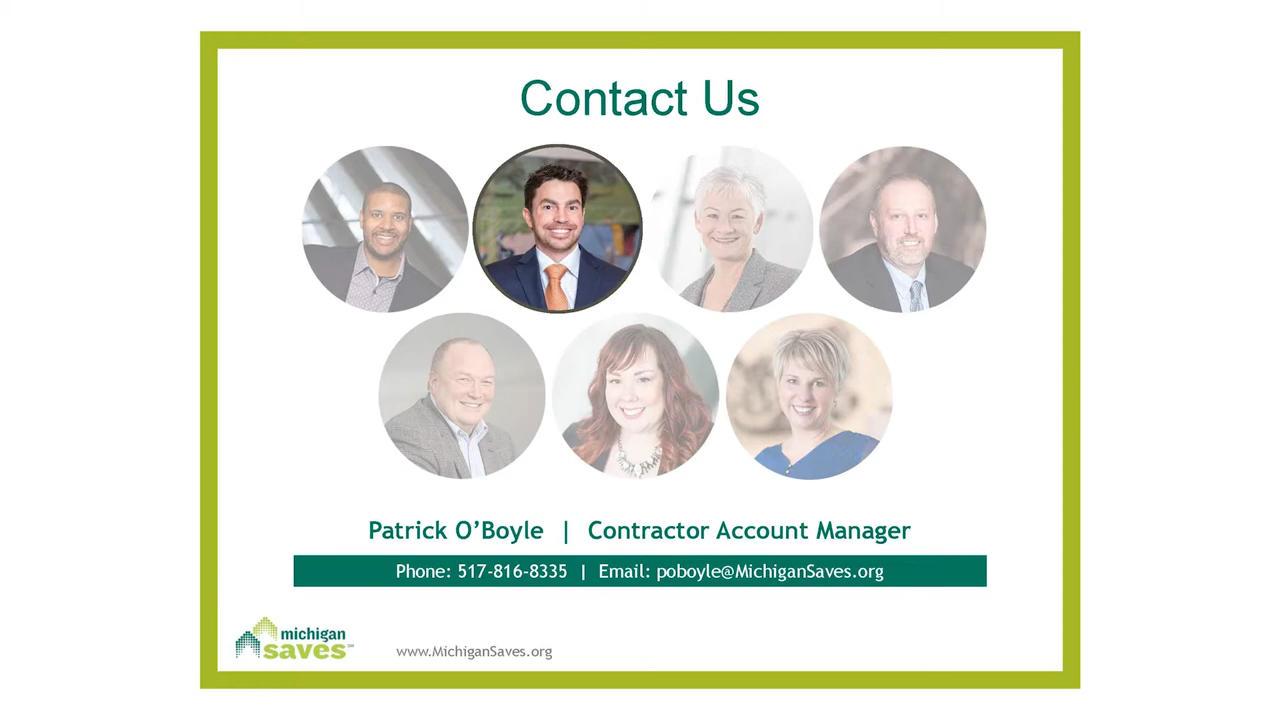 Contact Us
Patrick O’Boyle | Contractor Account Manager
Phone: 517-816-8335 | Email: poboyle@MichiganSaves.org
michigan
saves
www.MichiganSaves.org